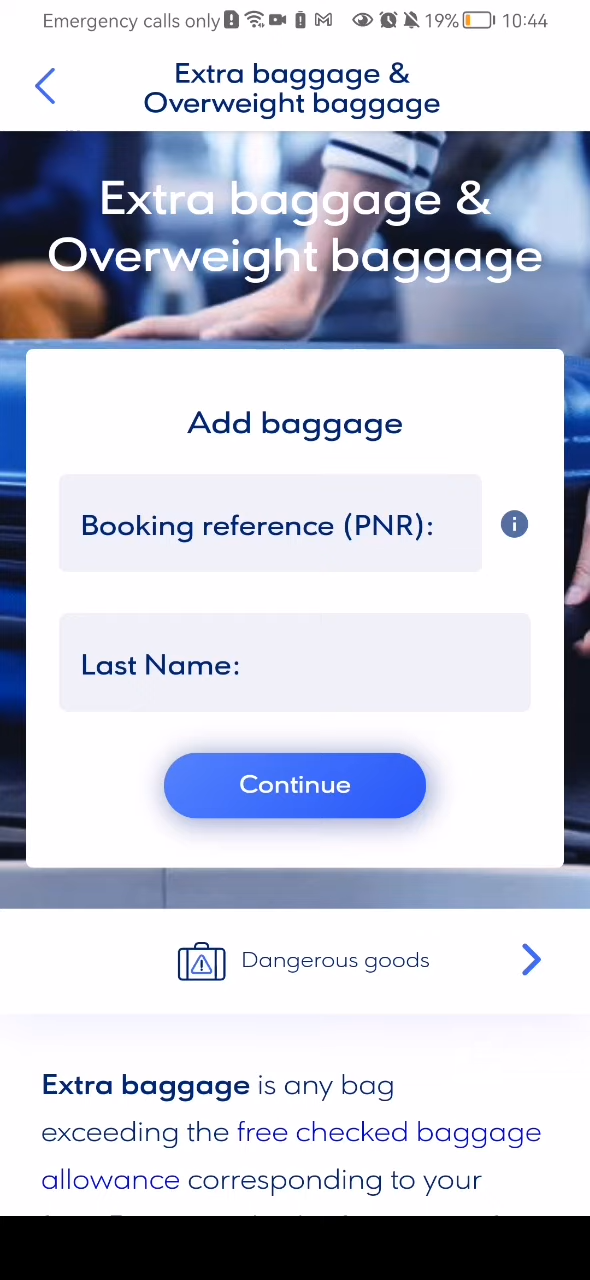 Emergency calls only 19% 10:44
Extra baggage &
Overweight baggage
Extra baggage &
Overweight baggage
Add baggage
Booking reference (PNR):
Last Name:
Continue
Dangerous goods
Extra baggage is any bag
exceeding the free checked baggage
allowance corresponding to your